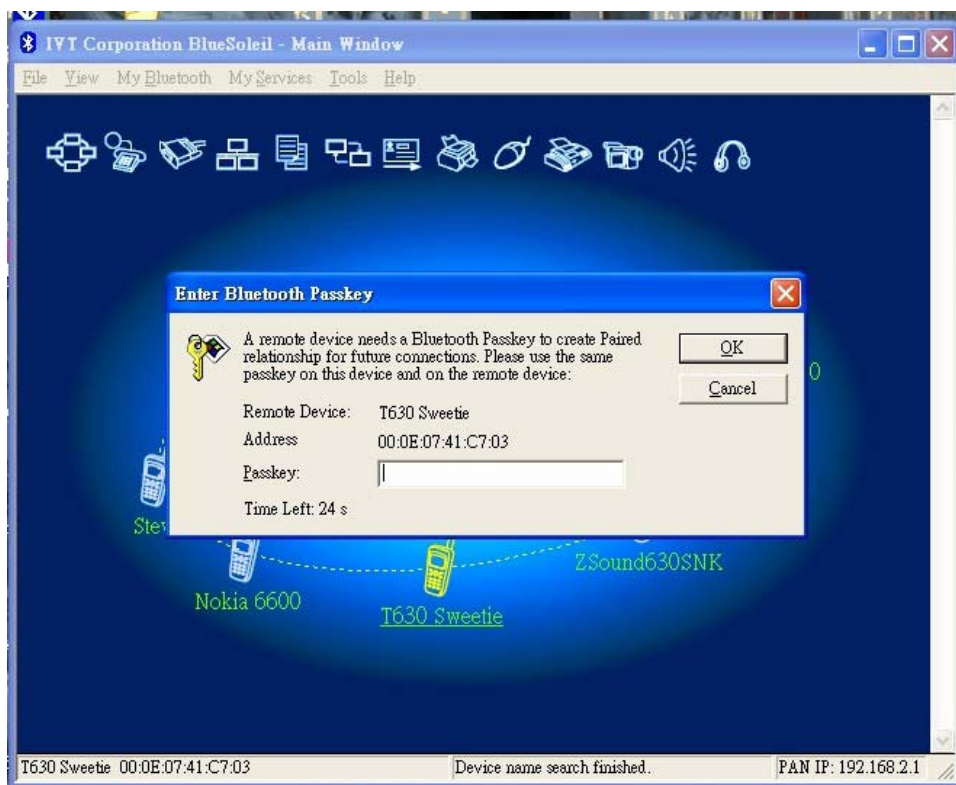 IVT Corporation BlueSoleil - Main Window
File View My Bluetooth My Services Tools Help
Enter Bluetooth Passkey
A remote device needs a Bluetooth Passkey to create Paired
relationship for future connections. Please use the same
passkey on this device and on the remote device:
OK
Cancel
Remote Device: T630 Sweetie
Address 00:0E:07:41:C7:03
Passkey:
Time Left: 24 s
0
Stev
ZSound630SNK
Nokia 6600
T630 Sweetie
T630 Sweetie 00:0E:07:41:C7:03 Device name search finished. PAN IP: 192.168.2.1